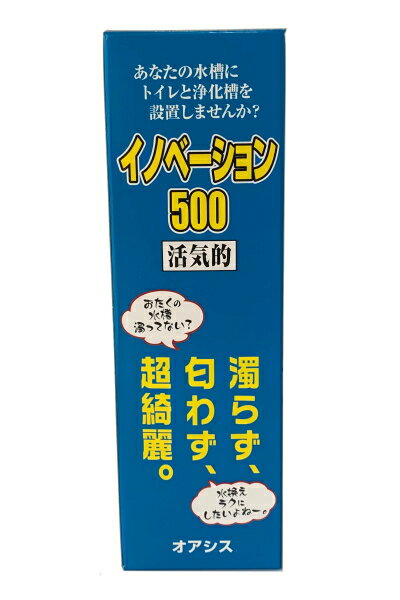 あなたの水槽に
トイレと浄化槽を
設置しませんか?
イノベーション
500
活気的
おたくの
水槽
濁ってない?
濁らず、
匂わず、
超綺麗。
水換え
ラクに
したいよねー。
オアシス